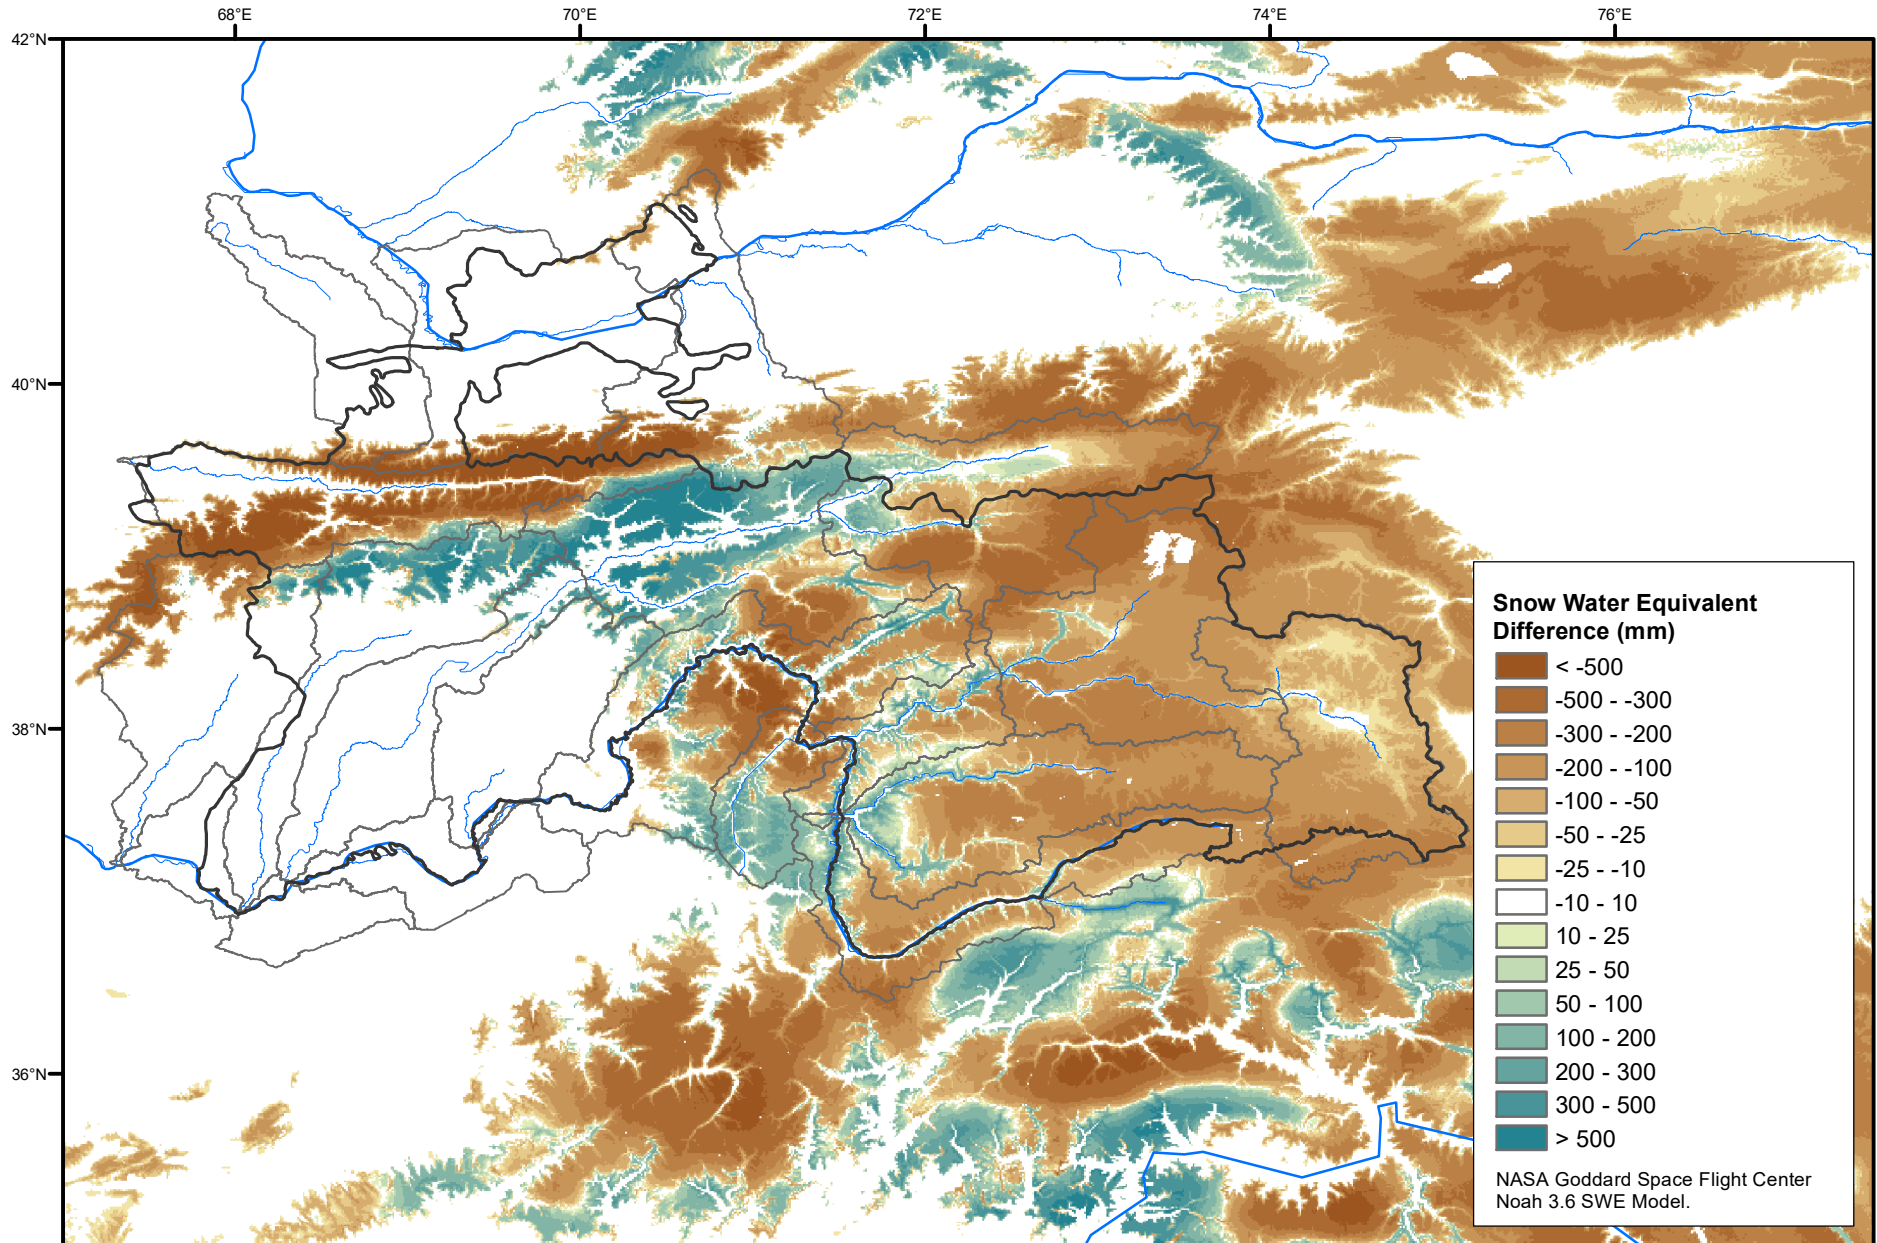 68°E 70°E 72°E 74°E 76°E
42°N
40°N
38°N
36°N
Snow Water Equivalent
Difference (mm)
< -500
-500 - -300
-300 - -200
-200 - -100
-100 - -50
-50 - -25
-25 - -10
-10 - 10
10 - 25
25 - 50
50 - 100
100 - 200
200 - 300
300 - 500
> 500
NASA Goddard Space Flight Center
Noah 3.6 SWE Model.